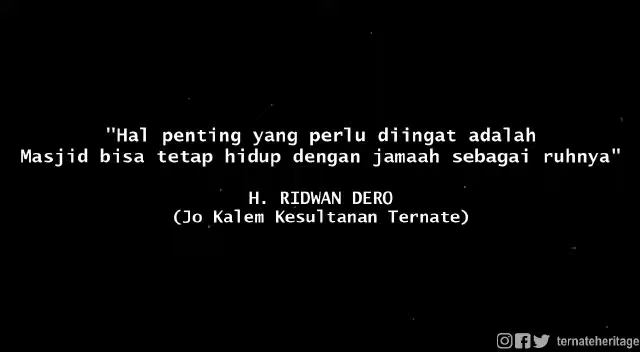 "Hal penting yang perlu diingat adalah
Masjid bisa tetap hidup dengan jamaah sebagai ruhnya"
H. RIDWAN DERO
(Jo Kalem Kesultanan Ternate)
ternateheritage